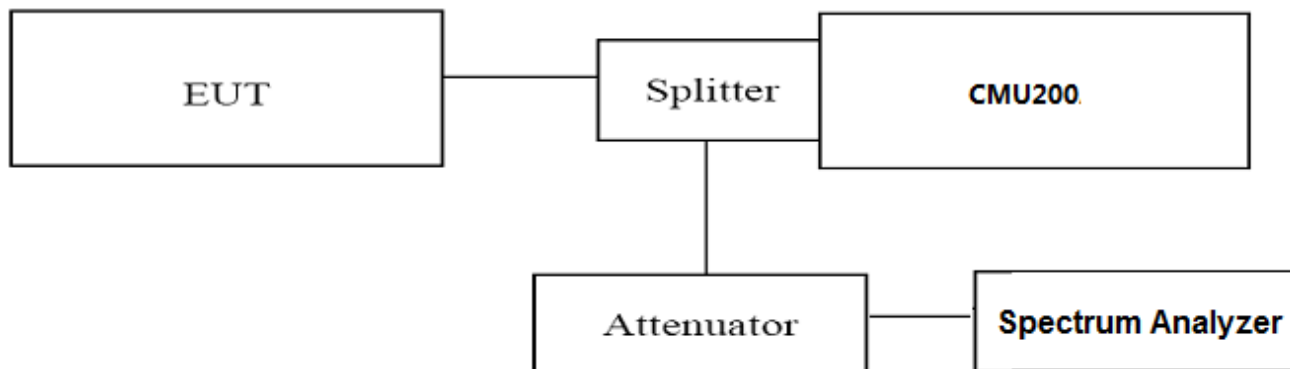 EUT
Splitter
CMU200
Attenuator
Spectrum Analyzer